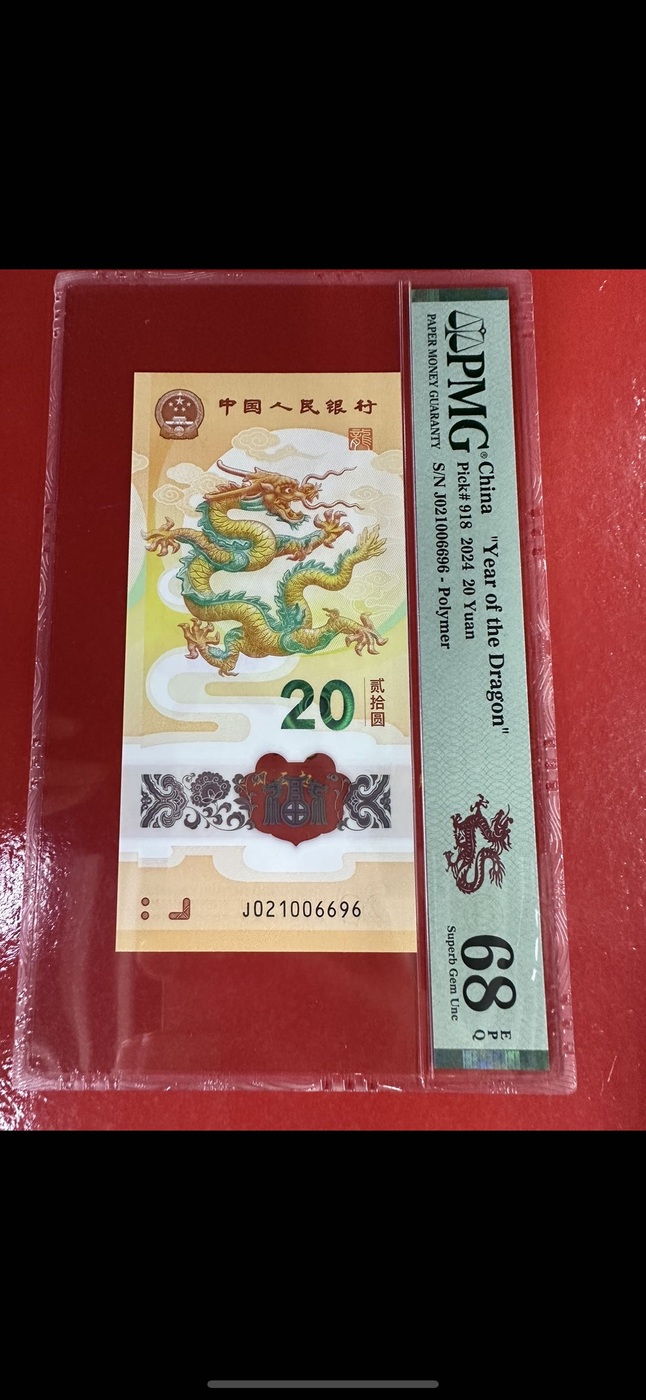 中国人民银行
龍
20
贰拾圆
J021006696
PMG®
PAPER MONEY GUARANTY
China "Year of the Dragon"
Pick# 918 2024 20 Yuan
S/N J021006696 - Polymer
68 EPQ
Superb Gem Unc